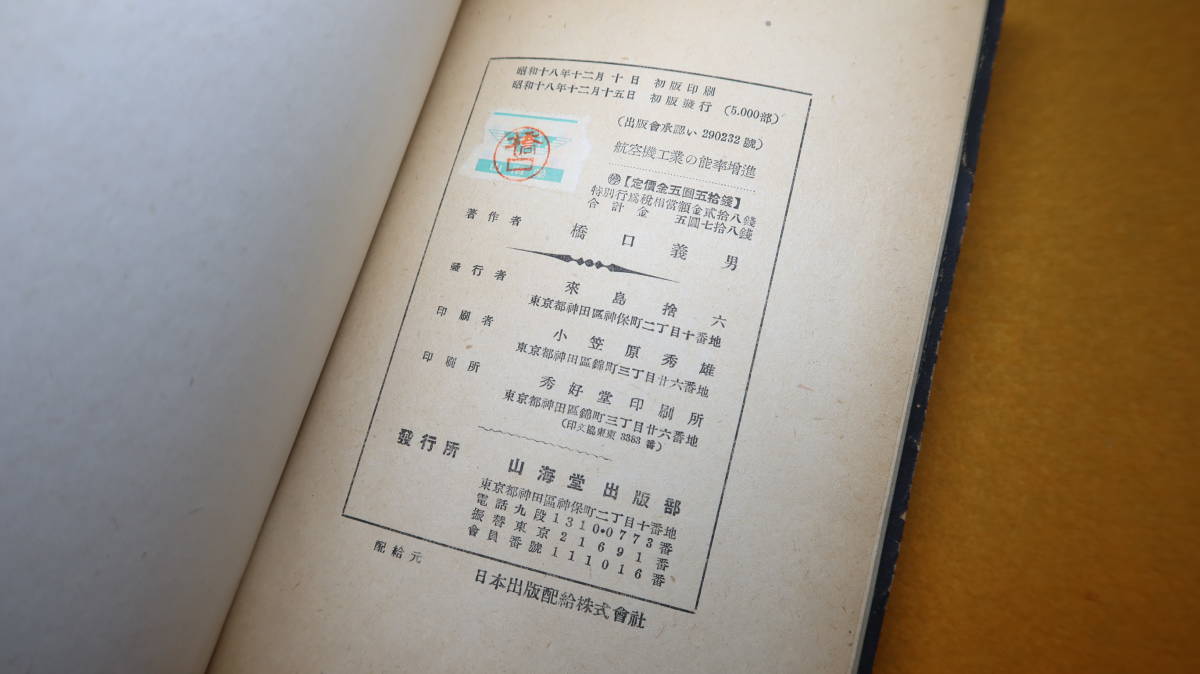 昭和十八年十二月十日 初版印刷
昭和十八年十二月十五日 初版發行 (5.000部)
(出版會承認い 290232 號)
航空機工業の能率増進
橋口
㊕【定價金五圓五拾錢】
特別行爲税相當額金貳拾八錢
合計金 五圓七拾八錢
著作者 橋口義男
發行者 來島捨六
東京都神田區神保町二丁目十番地
印刷者 小笠原秀雄
東京都神田區錦町三丁目廿六番地
印刷所 秀好堂印刷所
東京都神田區錦町三丁目廿六番地
(印文協東東 3353 番)
發行所 山海堂出版部
東京都神田區神保町二丁目十番地
電話九段1310•0773番
振替東京21691番
會員番號111016番
配給元 日本出版配給株式會社